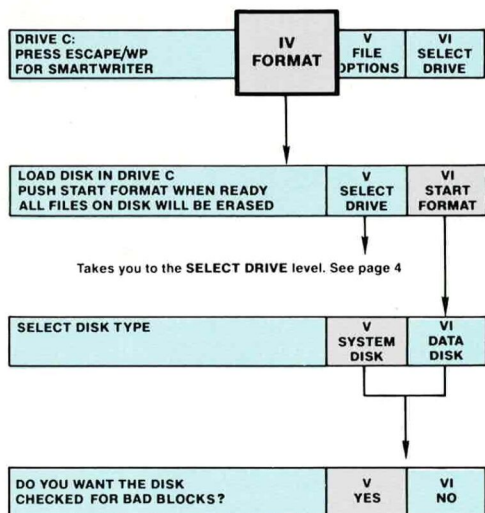 DRIVE C:
PRESS ESCAPE/WP
FOR SMARTWRITER
IV
FORMAT
V
FILE
OPTIONS
VI
SELECT
DRIVE
LOAD DISK IN DRIVE C
PUSH START FORMAT WHEN READY
ALL FILES ON DISK WILL BE ERASED
V
SELECT
DRIVE
VI
START
FORMAT
Takes you to the SELECT DRIVE level. See page 4
SELECT DISK TYPE
V
SYSTEM
DISK
VI
DATA
DISK
DO YOU WANT THE DISK
CHECKED FOR BAD BLOCKS?
V
YES
VI
NO